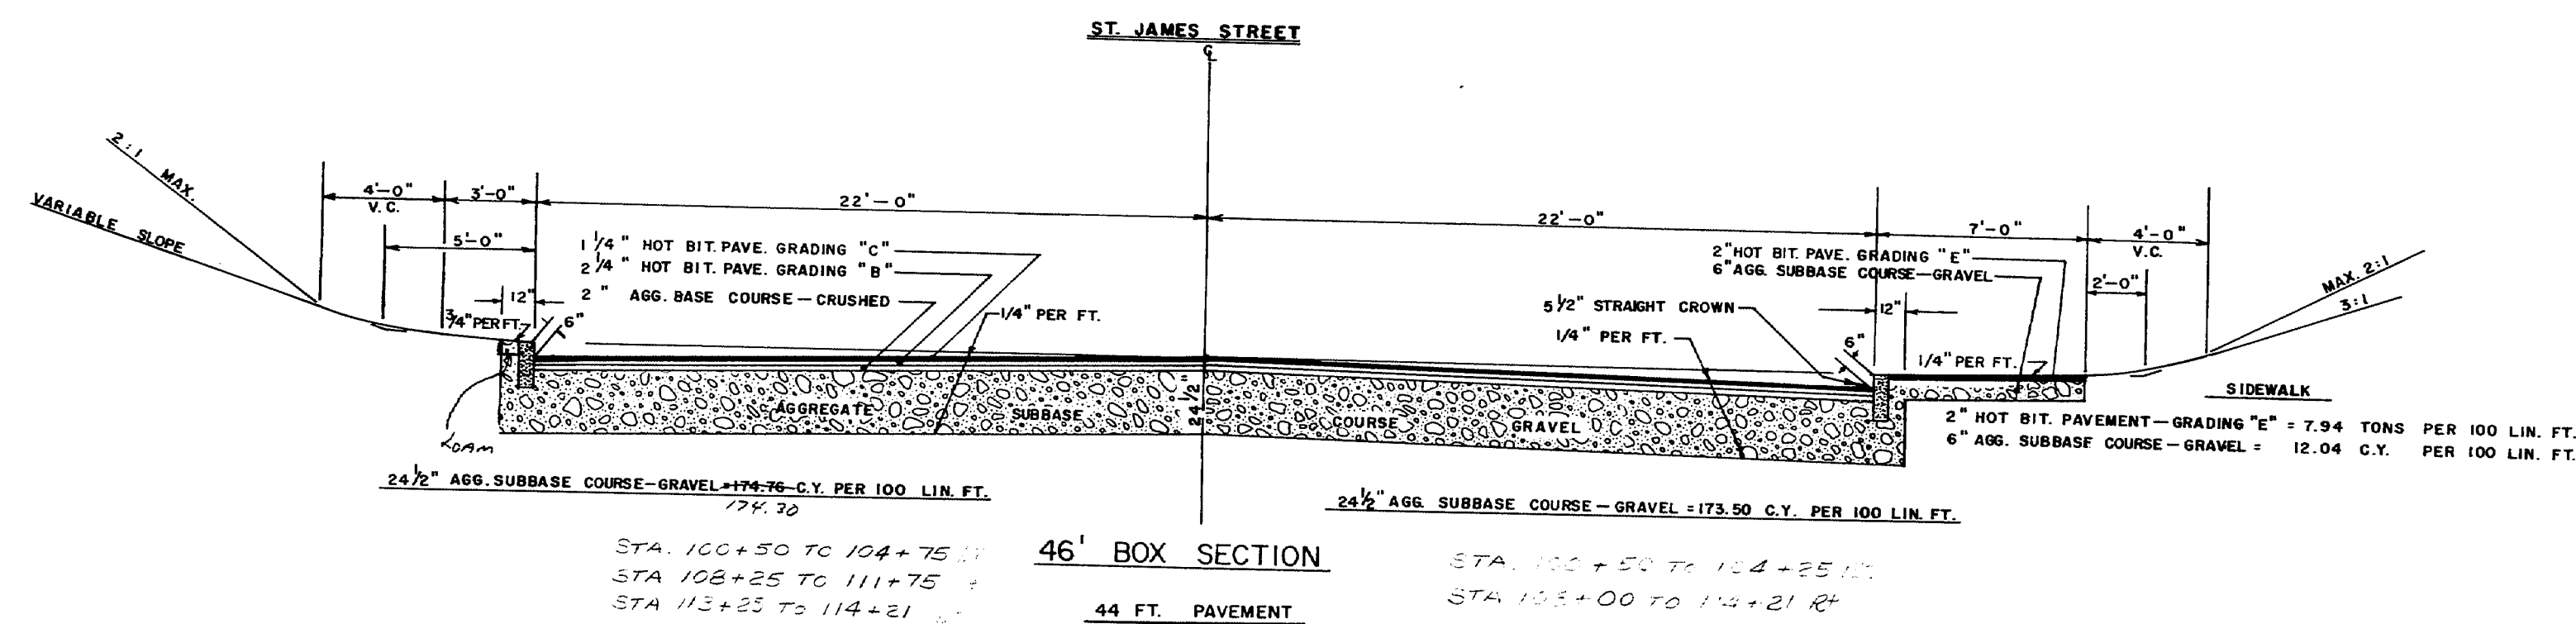 ST. JAMES STREET
℄
2:1 MAX.
VARIABLE SLOPE
4'-0"
V.C.
3'-0"
5'-0"
22'-0"
22'-0"
7'-0"
4'-0"
V.C.
2'-0"
MAX. 2:1
3:1
1 1/4" HOT BIT. PAVE. GRADING "C"
2 1/4" HOT BIT. PAVE. GRADING "B"
2" AGG. BASE COURSE-CRUSHED
12"
3/4" PER FT.
6"
1/4" PER FT.
2" HOT BIT. PAVE. GRADING "E"
6" AGG. SUBBASE COURSE-GRAVEL
5 1/2" STRAIGHT CROWN
1/4" PER FT.
12"
6"
1/4" PER FT.
AGGREGATE SUBBASE COURSE GRAVEL
24 1/2"
LOAM
SIDEWALK
2" HOT BIT. PAVEMENT-GRADING "E" = 7.94 TONS PER 100 LIN. FT.
6" AGG. SUBBASE COURSE-GRAVEL = 12.04 C.Y. PER 100 LIN. FT.
24 1/2" AGG. SUBBASE COURSE-GRAVEL = 174.76 C.Y. PER 100 LIN. FT.
174.30
24 1/2" AGG. SUBBASE COURSE-GRAVEL = 173.50 C.Y. PER 100 LIN. FT.
STA. 100+50 TO 104+75
STA 108+25 TO 111+75
STA 113+25 TO 114+21
46' BOX SECTION
44 FT. PAVEMENT
STA. 100+50 TO 104+25
STA TO 114+21 Rt